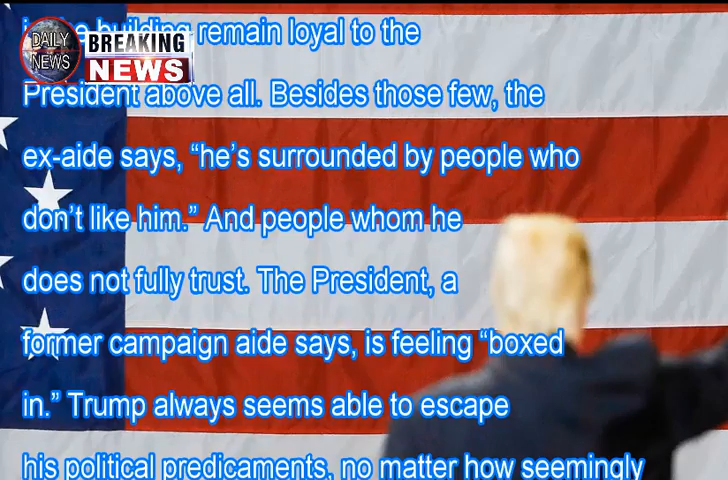 DAILY
NEWS
BREAKING
NEWS
building remain loyal to the
President above all. Besides those few, the
ex-aide says, “he’s surrounded by people who
don’t like him.” And people whom he
does not fully trust. The President, a
former campaign aide says, is feeling “boxed
in.” Trump always seems able to escape
his political predicaments, no matter how seemingly